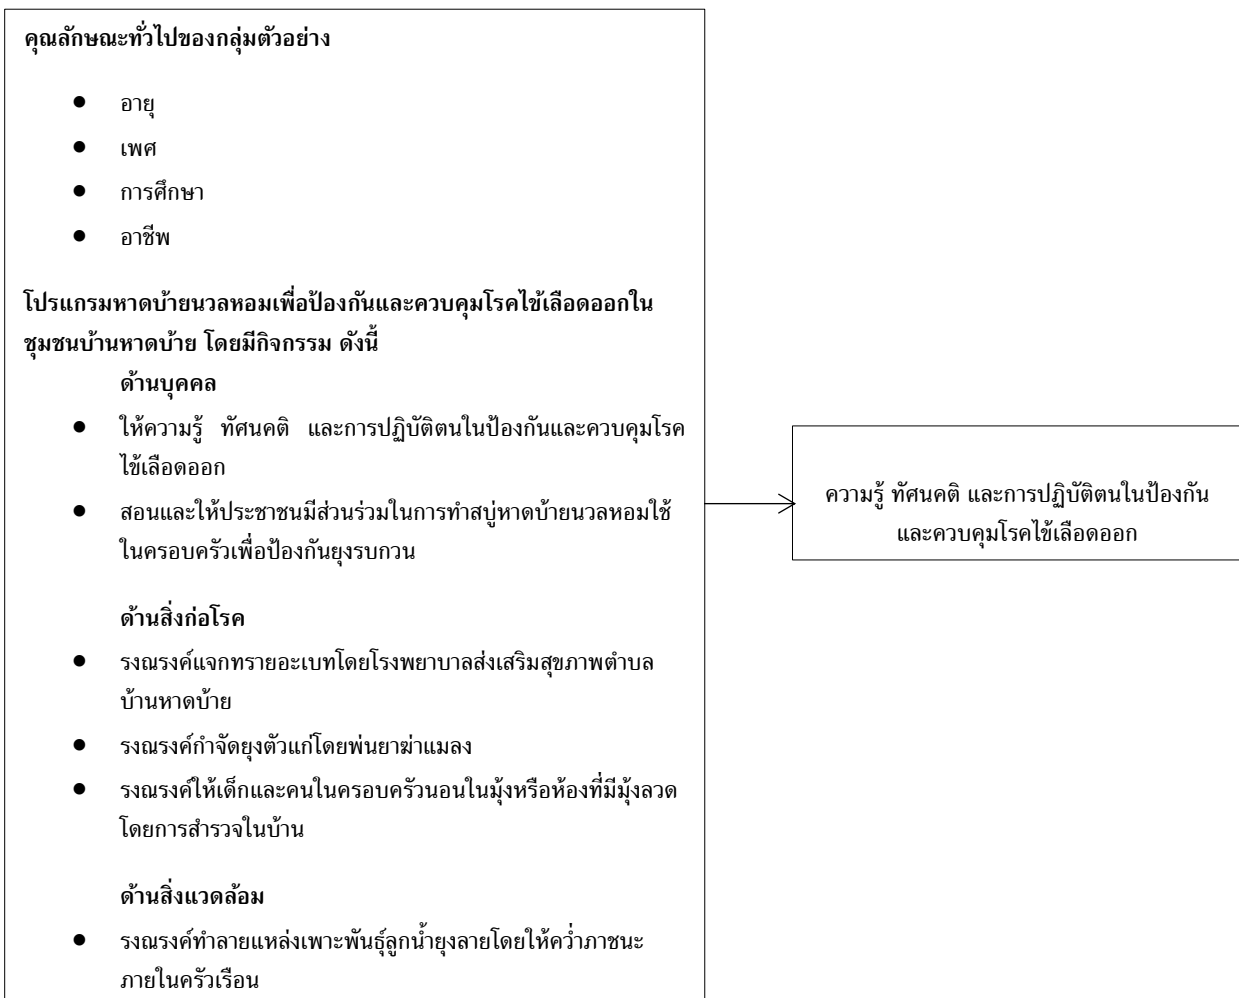 คุณลักษณะทั่วไปของกลุ่มตัวอย่าง
● อายุ
● เพศ
● การศึกษา
● อาชีพ
โปรแกรมหาดบ้ายนวลหอมเพื่อป้องกันและควบคุมโรคไข้เลือดออกใน
ชุมชนบ้านหาดบ้าย โดยมีกิจกรรม ดังนี้
ด้านบุคคล
● ให้ความรู้ ทัศนคติ และการปฏิบัติตนในป้องกันและควบคุมโรค
ไข้เลือดออก
● สอนและให้ประชาชนมีส่วนร่วมในการทำสบู่หาดบ้ายนวลหอมใช้
ในครอบครัวเพื่อป้องกันยุงรบกวน
ด้านสิ่งก่อโรค
● รงณรงค์แจกทรายอะเบทโดยโรงพยาบาลส่งเสริมสุขภาพตำบล
บ้านหาดบ้าย
● รงณรงค์กำจัดยุงตัวแก่โดยพ่นยาฆ่าแมลง
● รงณรงค์ให้เด็กและคนในครอบครัวนอนในมุ้งหรือห้องที่มีมุ้งลวด
โดยการสำรวจในบ้าน
ด้านสิ่งแวดล้อม
● รงณรงค์ทำลายแหล่งเพาะพันธุ์ลูกน้ำยุงลายโดยให้คว่ำภาชนะ
ภายในครัวเรือน
ความรู้ ทัศนคติ และการปฏิบัติตนในป้องกัน
และควบคุมโรคไข้เลือดออก